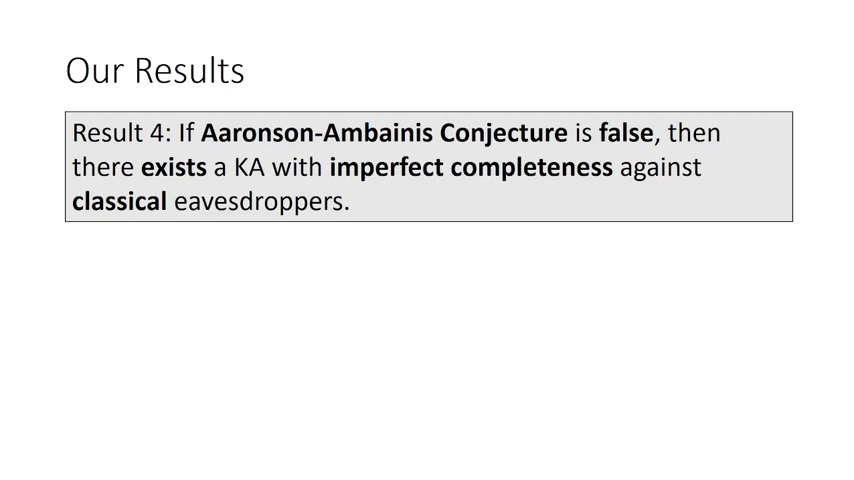 Our Results
Result 4: If Aaronson-Ambainis Conjecture is false, then
there exists a KA with imperfect completeness against
classical eavesdroppers.